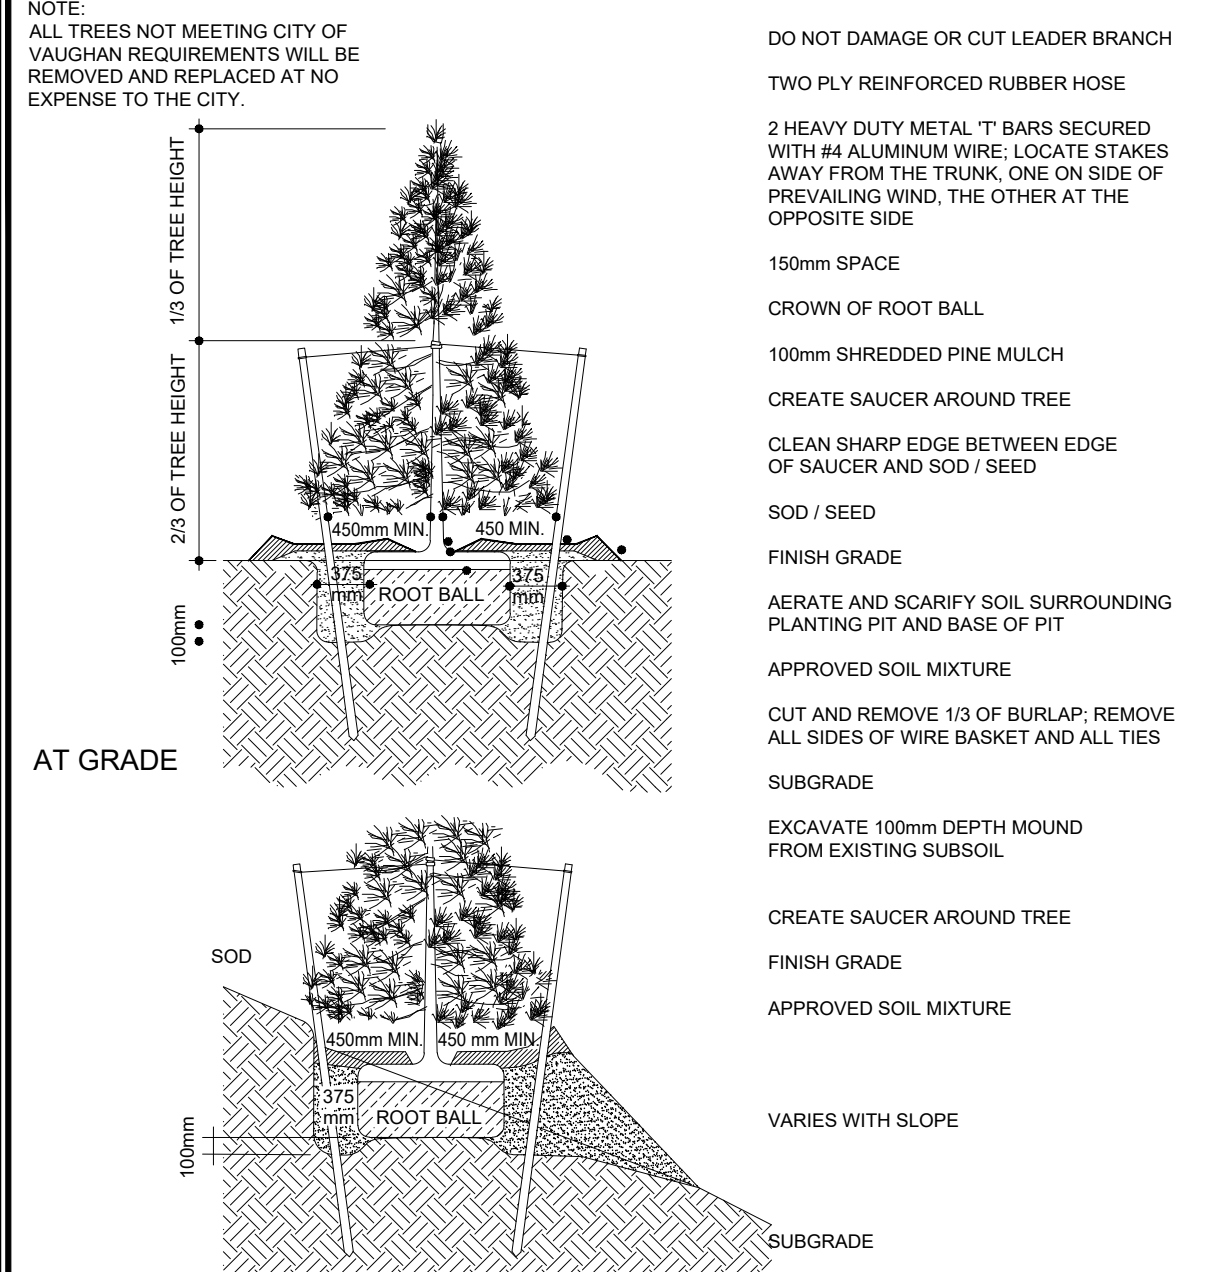 NOTE:
ALL TREES NOT MEETING CITY OF
VAUGHAN REQUIREMENTS WILL BE
REMOVED AND REPLACED AT NO
EXPENSE TO THE CITY.
1/3 OF TREE HEIGHT
2/3 OF TREE HEIGHT
450mm MIN.
450 MIN.
375
mm
ROOT BALL
375
mm
100mm
AT GRADE
SOD
450mm MIN.
450 mm MIN.
375
mm
ROOT BALL
100mm
DO NOT DAMAGE OR CUT LEADER BRANCH
TWO PLY REINFORCED RUBBER HOSE
2 HEAVY DUTY METAL 'T' BARS SECURED
WITH #4 ALUMINUM WIRE; LOCATE STAKES
AWAY FROM THE TRUNK, ONE ON SIDE OF
PREVAILING WIND, THE OTHER AT THE
OPPOSITE SIDE
150mm SPACE
CROWN OF ROOT BALL
100mm SHREDDED PINE MULCH
CREATE SAUCER AROUND TREE
CLEAN SHARP EDGE BETWEEN EDGE
OF SAUCER AND SOD / SEED
SOD / SEED
FINISH GRADE
AERATE AND SCARIFY SOIL SURROUNDING
PLANTING PIT AND BASE OF PIT
APPROVED SOIL MIXTURE
CUT AND REMOVE 1/3 OF BURLAP; REMOVE
ALL SIDES OF WIRE BASKET AND ALL TIES
SUBGRADE
EXCAVATE 100mm DEPTH MOUND
FROM EXISTING SUBSOIL
CREATE SAUCER AROUND TREE
FINISH GRADE
APPROVED SOIL MIXTURE
VARIES WITH SLOPE
SUBGRADE